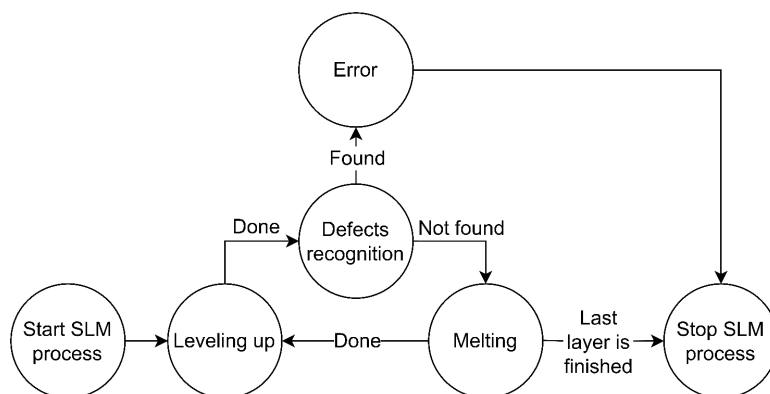 Error
Found
Done
Defects
recognition
Not found
Start SLM
process
Leveling up
Done
Melting
Last
layer is
finished
Stop SLM
process